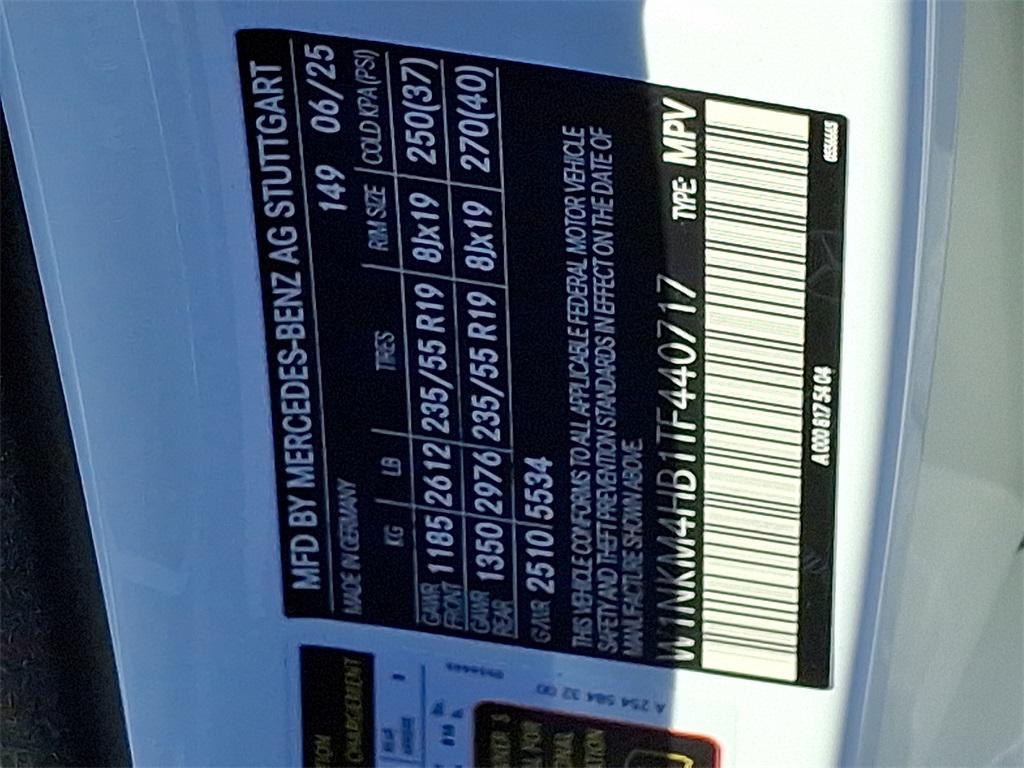 MFD BY MERCEDES-BENZ AG STUTTGART
MADE IN GERMANY 149 06/25
KG LB TIRES RIM SIZE COLD KPA (PSI)
GAWR FRONT 1185 2612 235/55 R19 8Jx19 250(37)
GAWR REAR 1350 2976 235/55 R19 8Jx19 270(40)
GVWR 2510 5534
THIS VEHICLE CONFORMS TO ALL APPLICABLE FEDERAL MOTOR VEHICLE
SAFETY AND THEFT PREVENTION STANDARDS IN EFFECT ON THE DATE OF
MANUFACTURE SHOWN ABOVE.
W1NKM4HB1TF440717 TYPE: MPV
A 000 817 54 04
A 254 584 32 00